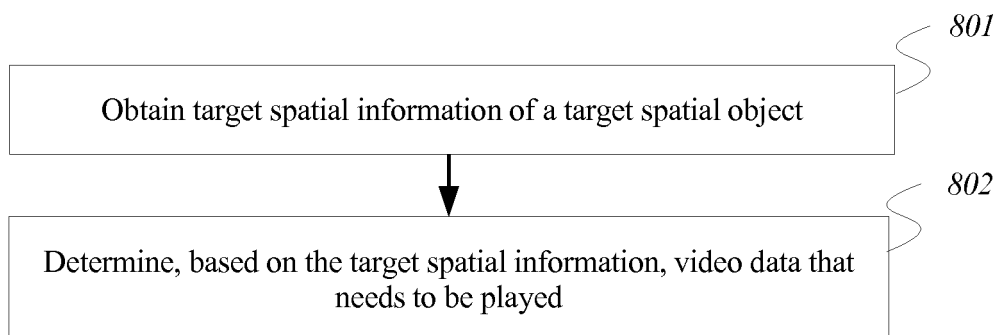 801
Obtain target spatial information of a target spatial object
802
Determine, based on the target spatial information, video data that
needs to be played